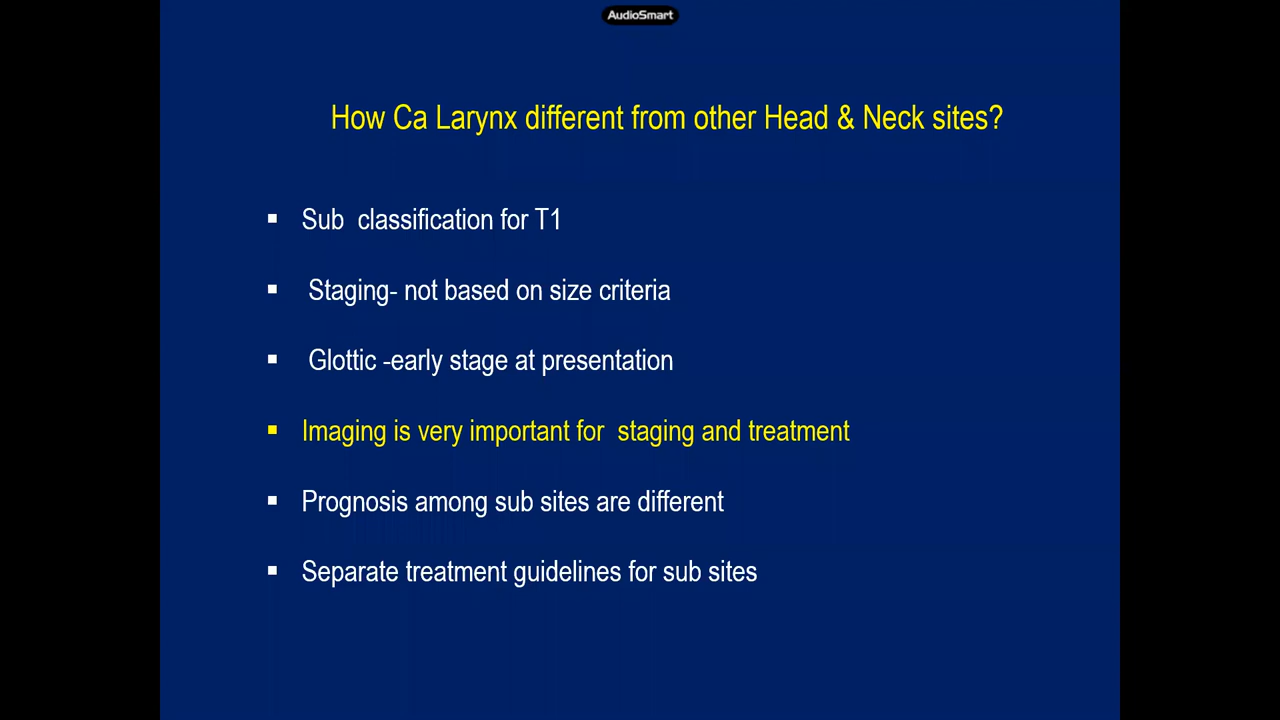 AudioSmart
How Ca Larynx different from other Head & Neck sites?
▪ Sub classification for T1
▪ Staging- not based on size criteria
▪ Glottic -early stage at presentation
▪ Imaging is very important for staging and treatment
▪ Prognosis among sub sites are different
▪ Separate treatment guidelines for sub sites